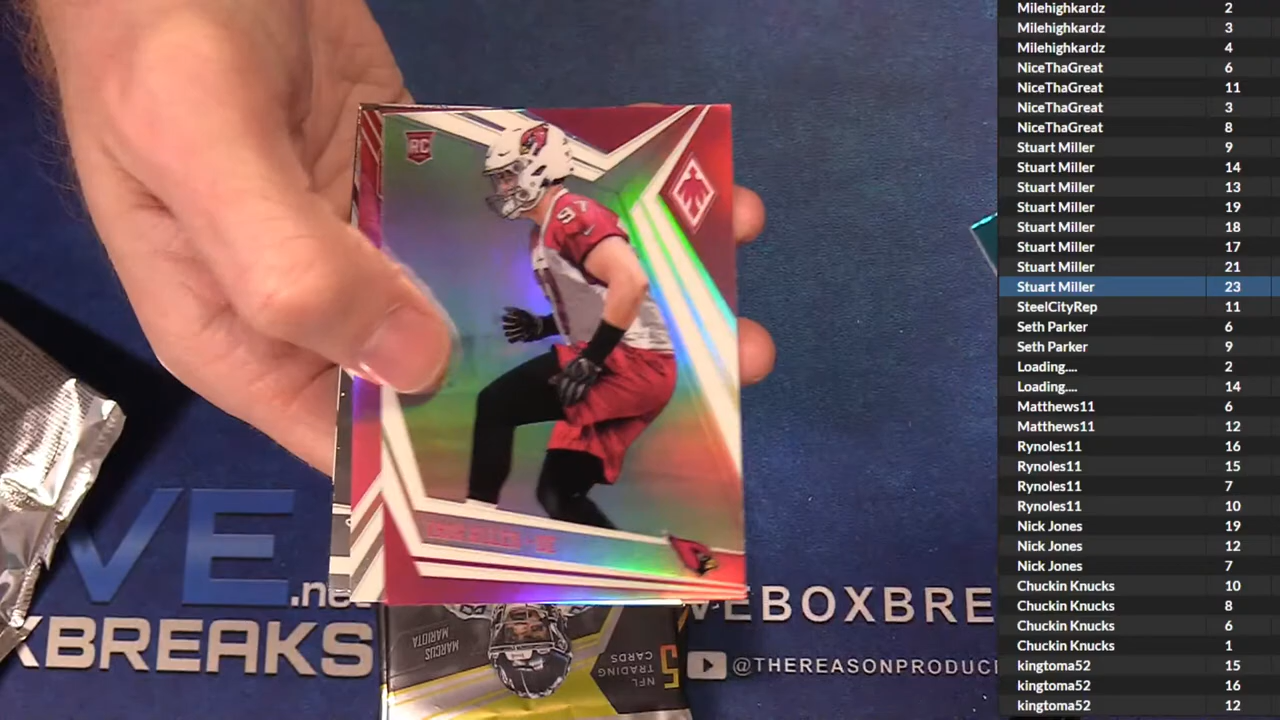 Milehighkardz 2
Milehighkardz 3
Milehighkardz 4
NiceThaGreat 6
NiceThaGreat 11
NiceThaGreat 3
NiceThaGreat 8
Stuart Miller 9
Stuart Miller 14
Stuart Miller 13
Stuart Miller 19
Stuart Miller 18
Stuart Miller 17
Stuart Miller 21
Stuart Miller 23
SteelCityRep 11
Seth Parker 6
Seth Parker 9
Loading.... 2
Loading.... 14
Matthews11 6
Matthews11 12
Rynoles11 16
Rynoles11 15
Rynoles11 7
Rynoles11 10
Nick Jones 19
Nick Jones 12
Nick Jones 7
Chuckin Knucks 10
Chuckin Knucks 8
Chuckin Knucks 6
Chuckin Knucks 1
kingtoma52 15
kingtoma52 16
kingtoma52 12
RC
97
VE
.net
XBREAKS
VEBOXBRE
@THEREASONPRODUC
MARCUS
MARIOTA
5
NFL
TRADING
CARDS